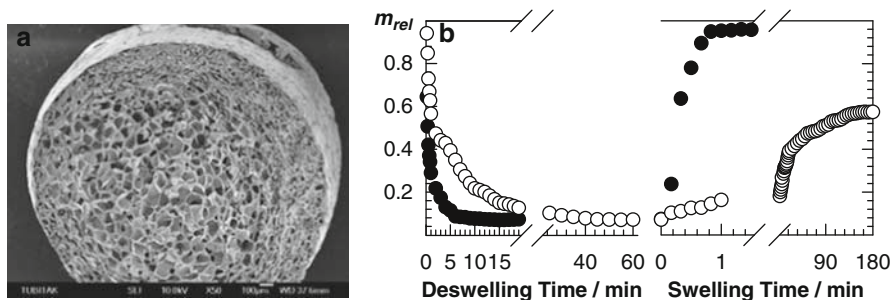 a
TUBITAK SEI 10.0kV X50 100µm WD 37.6mm
m_rel b
0.8
0.6
0.4
0.2
0 5 10 15 40 60 0 1 90 180
Deswelling Time / min Swelling Time / min